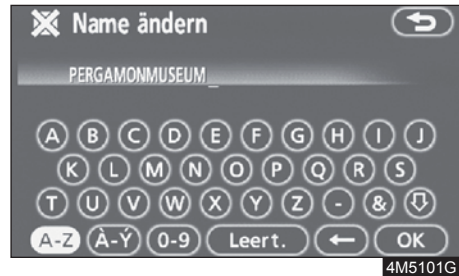 Name ändern
PERGAMONMUSEUM_
A B C D E F G H I J
K L M N O P Q R S
T U V W X Y Z - &
A-Z À-Ý 0-9 Leert. ← OK
4M5101G